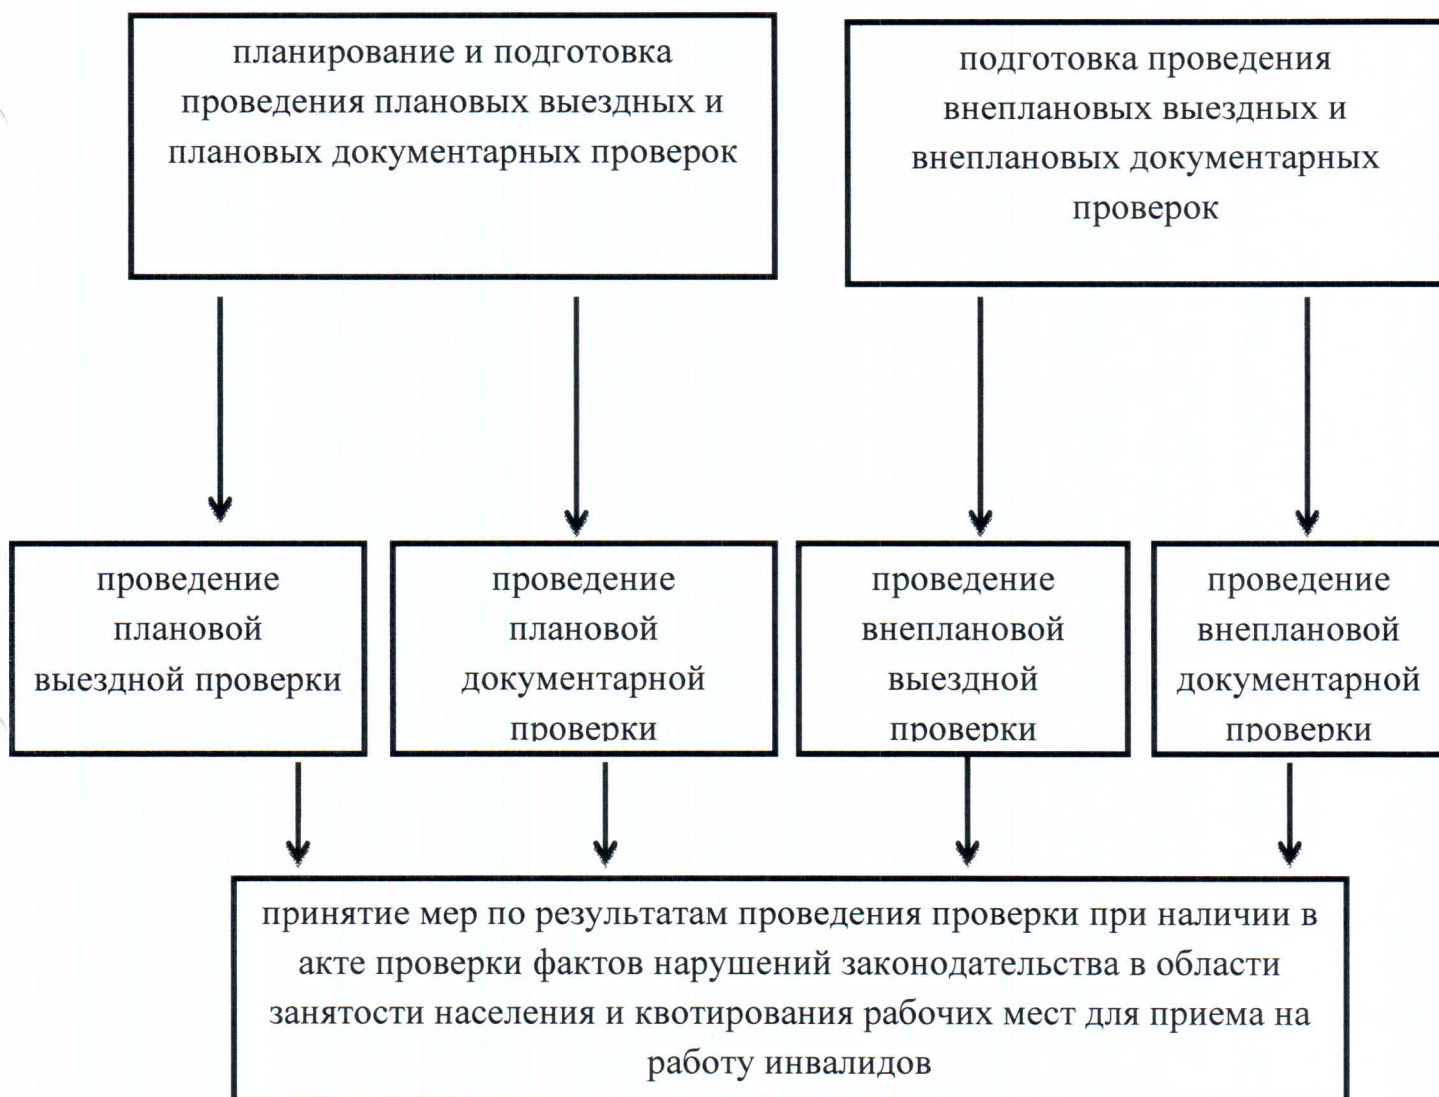 планирование и подготовка
проведения плановых выездных и
плановых документарных проверок
подготовка проведения
внеплановых выездных и
внеплановых документарных
проверок
проведение
плановой
выездной проверки
проведение
плановой
документарной
проверки
проведение
внеплановой
выездной
проверки
проведение
внеплановой
документарной
проверки
принятие мер по результатам проведения проверки при наличии в
акте проверки фактов нарушений законодательства в области
занятости населения и квотирования рабочих мест для приема на
работу инвалидов